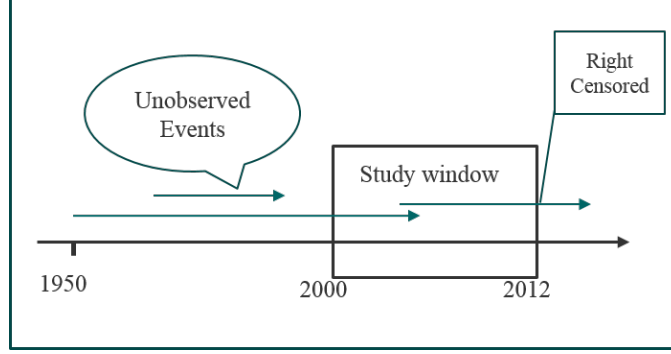 Unobserved
Events
Right
Censored
Study window
1950
2000
2012